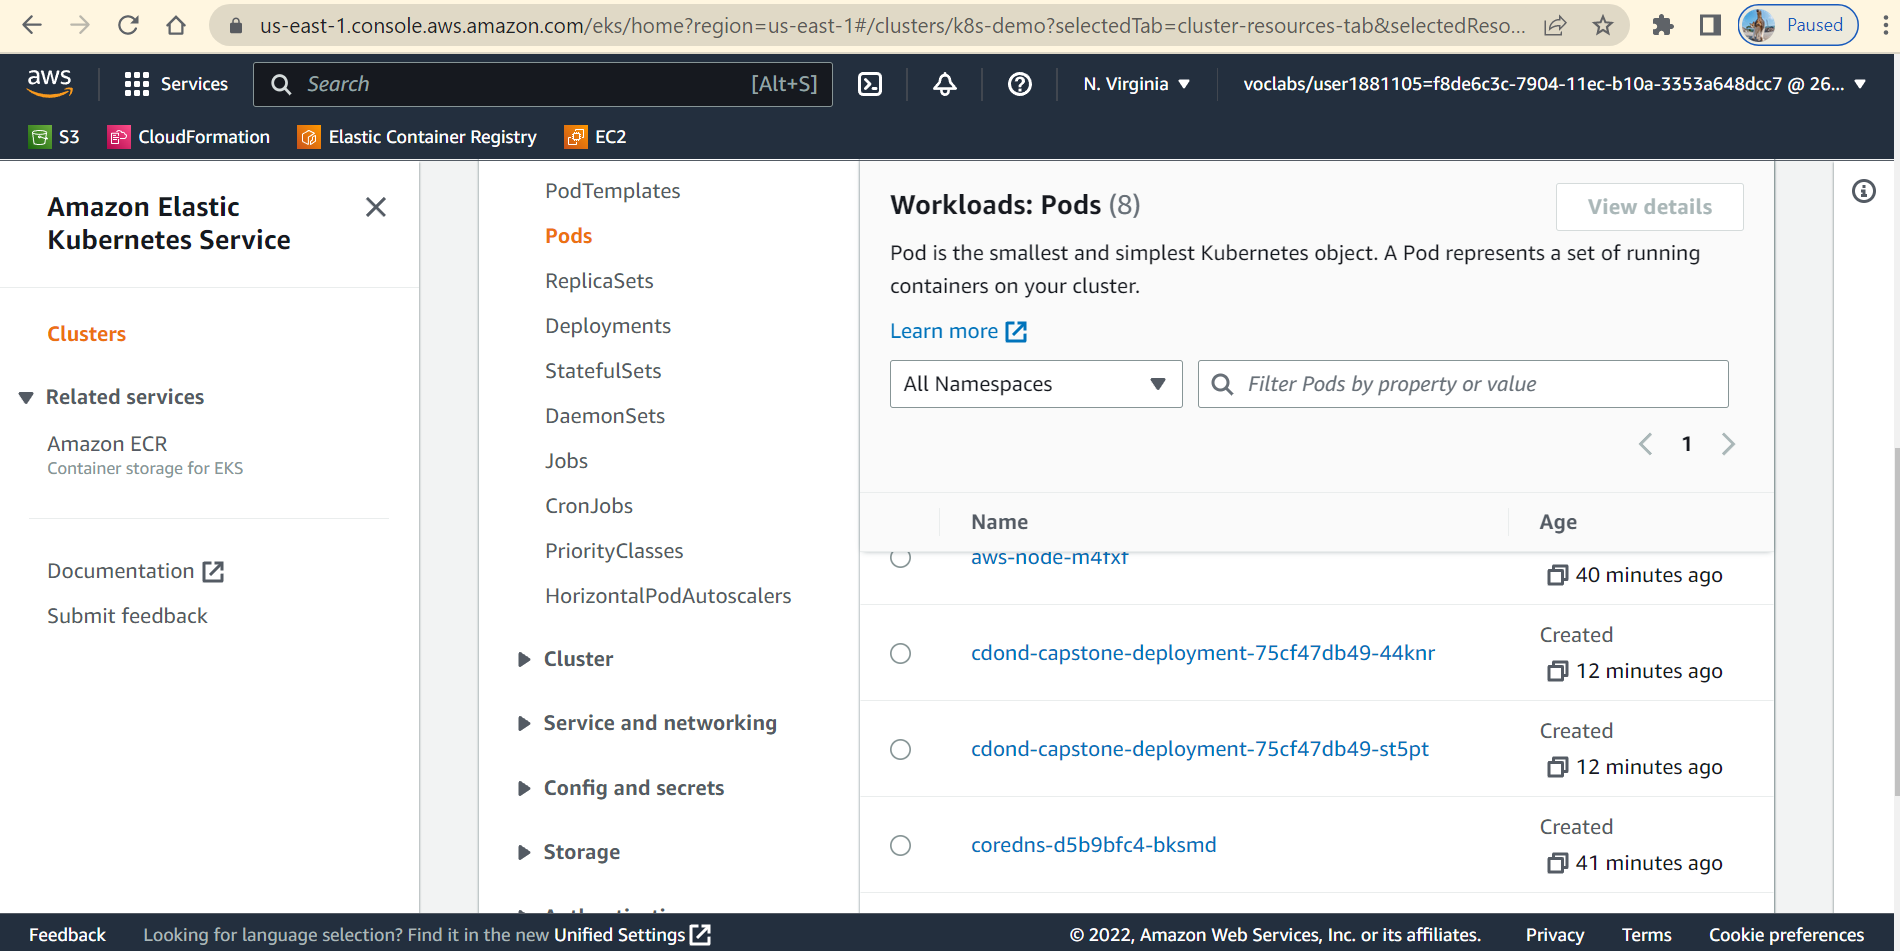 us-east-1.console.aws.amazon.com/eks/home?region=us-east-1#/clusters/k8s-demo?selectedTab=cluster-resources-tab&selectedReso...
Paused
aws
Services
Search
[Alt+S]
N. Virginia
voclabs/user1881105=f8de6c3c-7904-11ec-b10a-3353a648dcc7 @ 26...
S3
CloudFormation
Elastic Container Registry
EC2
Amazon Elastic
Kubernetes Service
Clusters
Related services
Amazon ECR
Container storage for EKS
Documentation
Submit feedback
PodTemplates
Pods
ReplicaSets
Deployments
StatefulSets
DaemonSets
Jobs
CronJobs
PriorityClasses
HorizontalPodAutoscalers
Cluster
Service and networking
Config and secrets
Storage
Workloads: Pods (8)
View details
Pod is the smallest and simplest Kubernetes object. A Pod represents a set of running
containers on your cluster.
Learn more
All Namespaces
Filter Pods by property or value
1
Name
Age
aws-node-m4fxf
40 minutes ago
cdond-capstone-deployment-75cf47db49-44knr
Created
12 minutes ago
cdond-capstone-deployment-75cf47db49-st5pt
Created
12 minutes ago
coredns-d5b9bfc4-bksmd
Created
41 minutes ago
Feedback
Looking for language selection? Find it in the new Unified Settings
© 2022, Amazon Web Services, Inc. or its affiliates.
Privacy
Terms
Cookie preferences